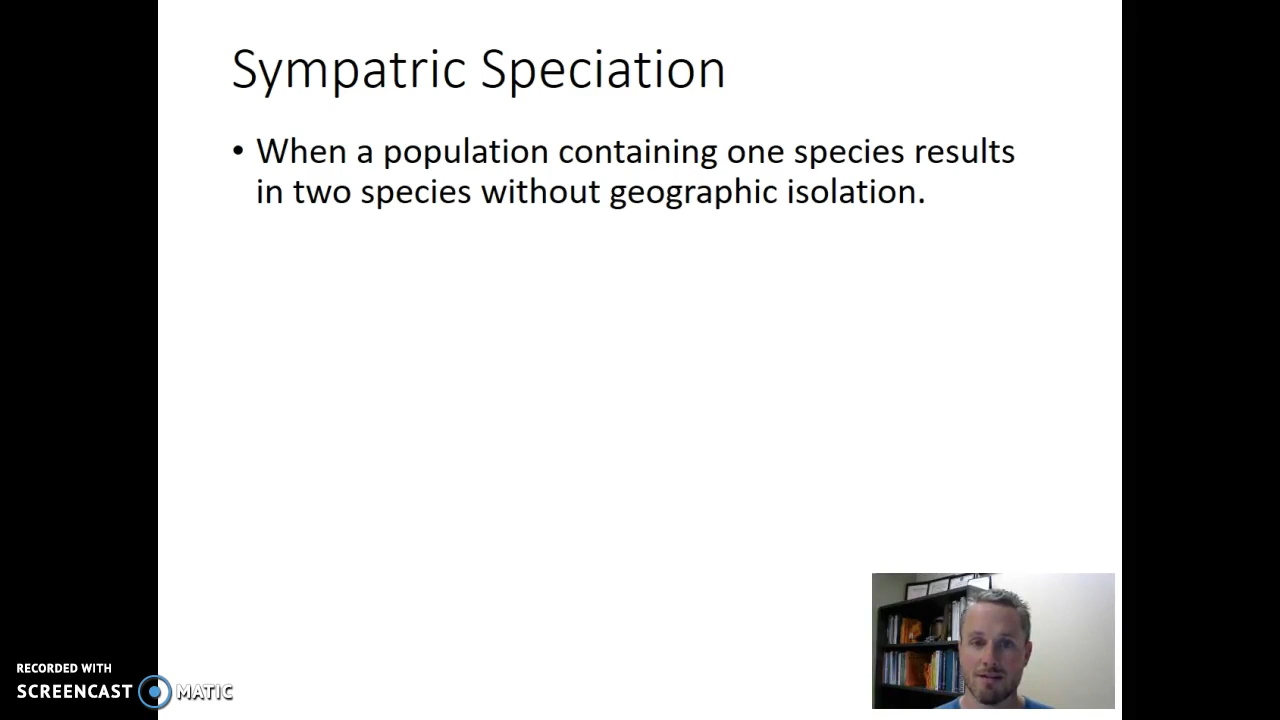 Sympatric Speciation
• When a population containing one species results
in two species without geographic isolation.
RECORDED WITH
SCREENCAST MATIC